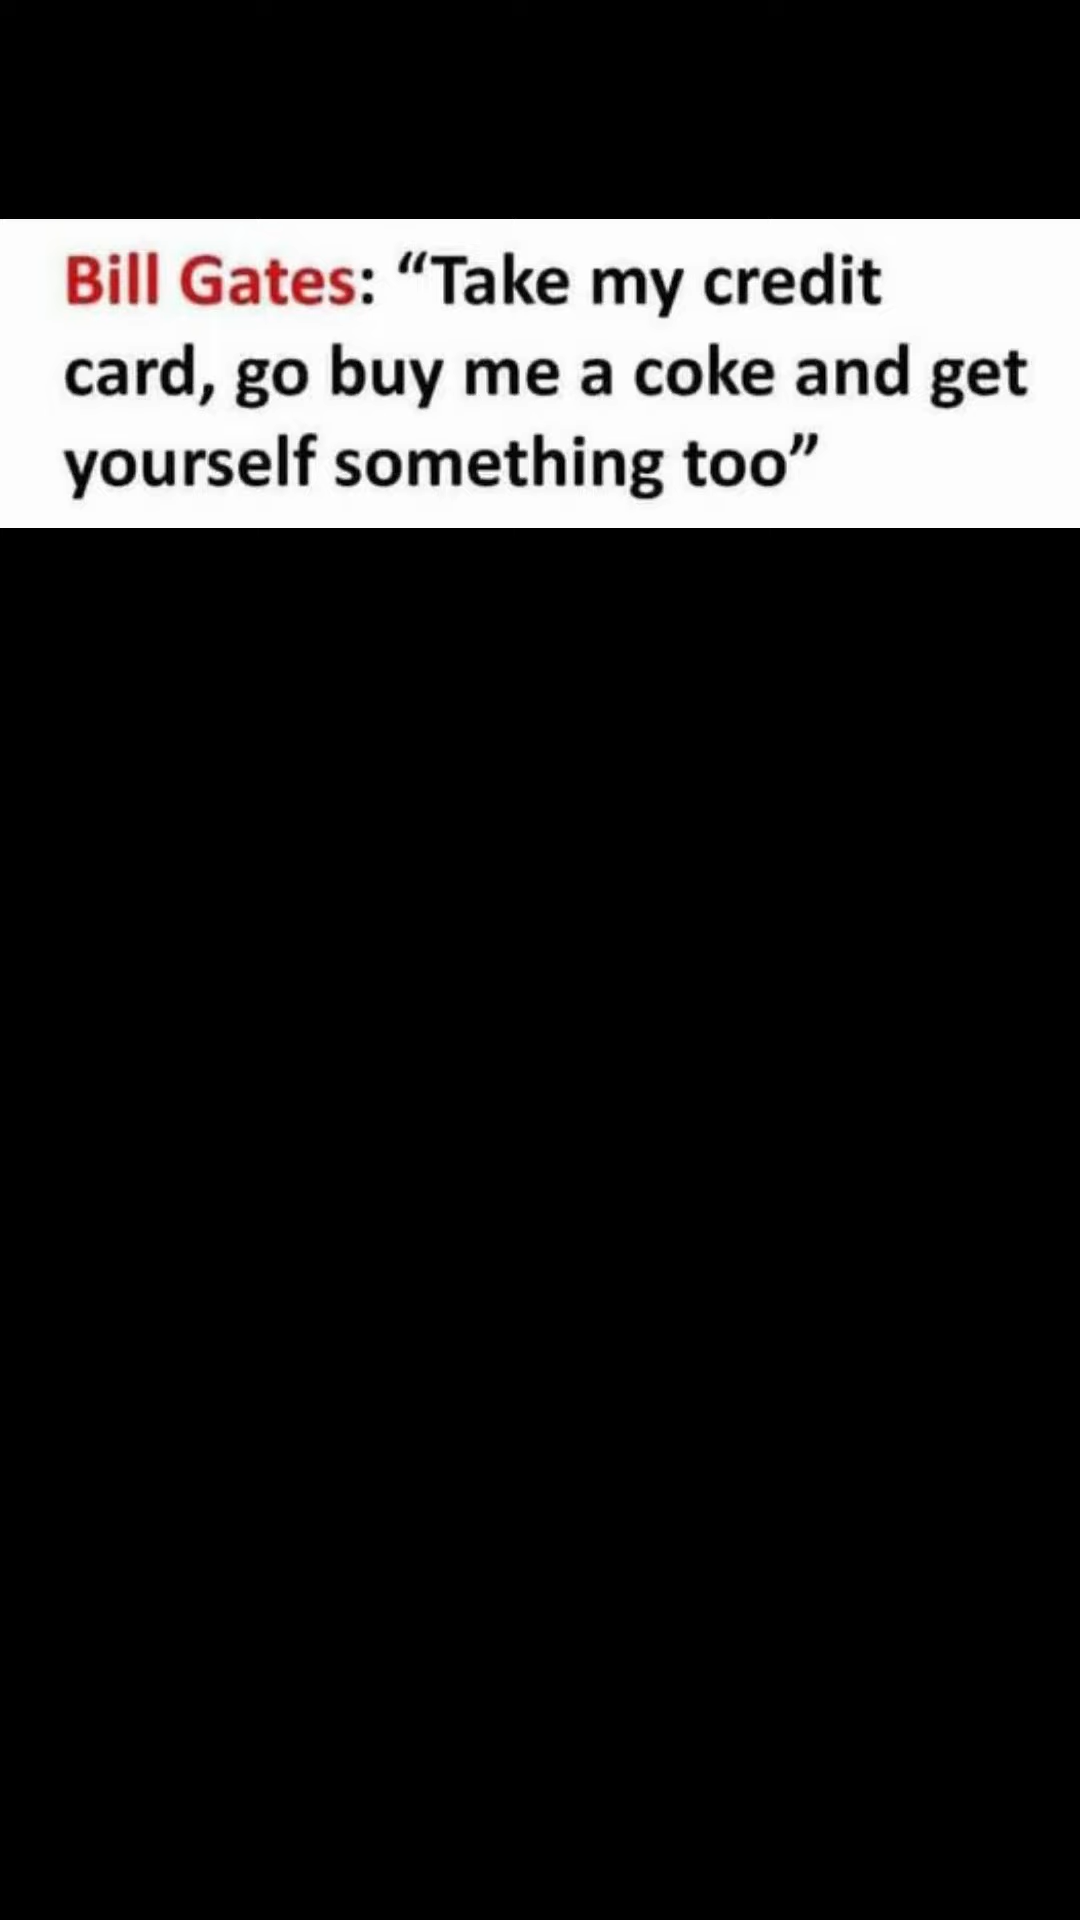 Bill Gates: “Take my credit
card, go buy me a coke and get
yourself something too”